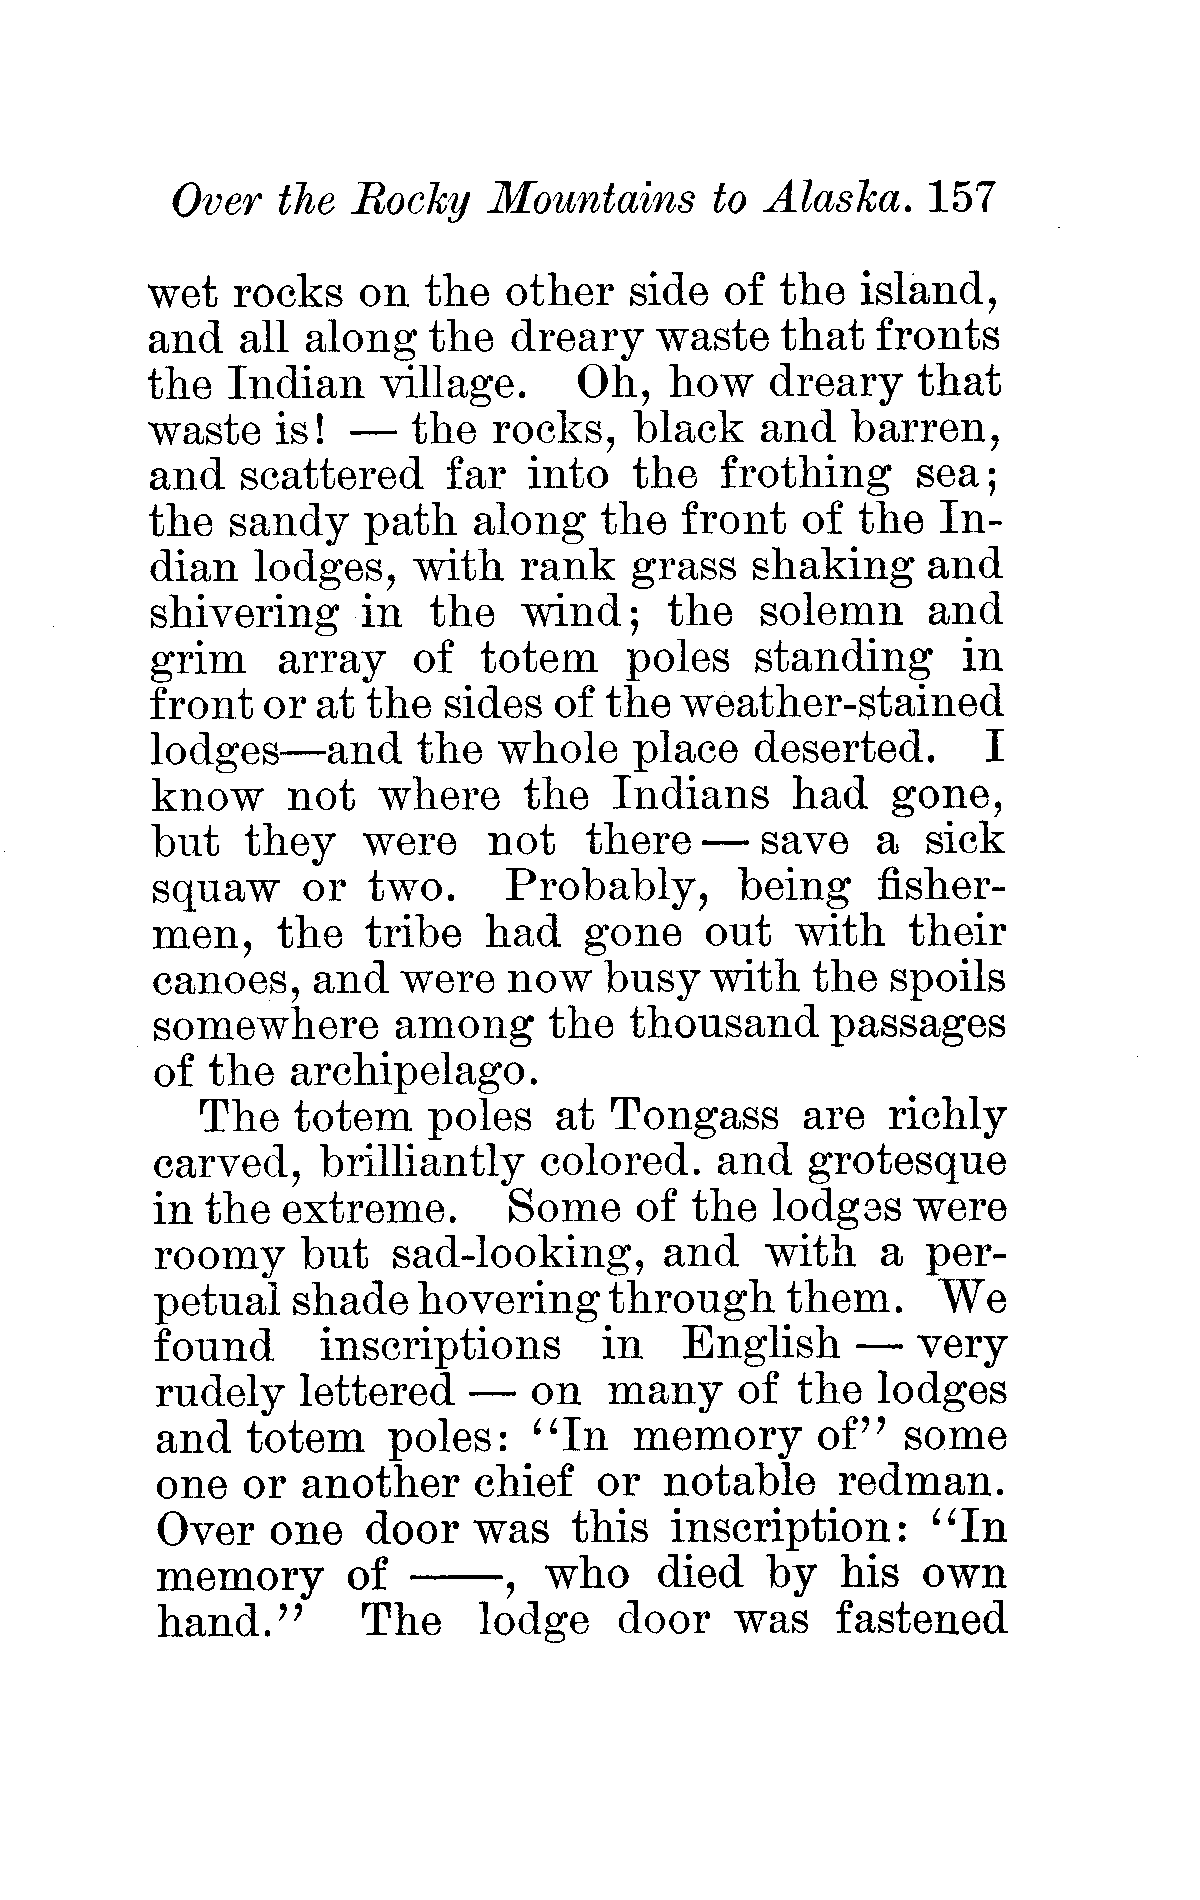 Over the Rocky Mountains to Alaska. 157
wet rocks on the other side of the island,
and all along the dreary waste that fronts
the Indian village. Oh, how dreary that
waste is! — the rocks, black and barren,
and scattered far into the frothing sea;
the sandy path along the front of the In-
dian lodges, with rank grass shaking and
shivering in the wind; the solemn and
grim array of totem poles standing in
front or at the sides of the weather-stained
lodges—and the whole place deserted. I
know not where the Indians had gone,
but they were not there — save a sick
squaw or two. Probably, being fisher-
men, the tribe had gone out with their
canoes, and were now busy with the spoils
somewhere among the thousand passages
of the archipelago.
The totem poles at Tongass are richly
carved, brilliantly colored. and grotesque
in the extreme. Some of the lodges were
roomy but sad-looking, and with a per-
petual shade hovering through them. We
found inscriptions in English — very
rudely lettered — on many of the lodges
and totem poles: "In memory of" some
one or another chief or notable redman.
Over one door was this inscription: "In
memory of ——, who died by his own
hand." The lodge door was fastened